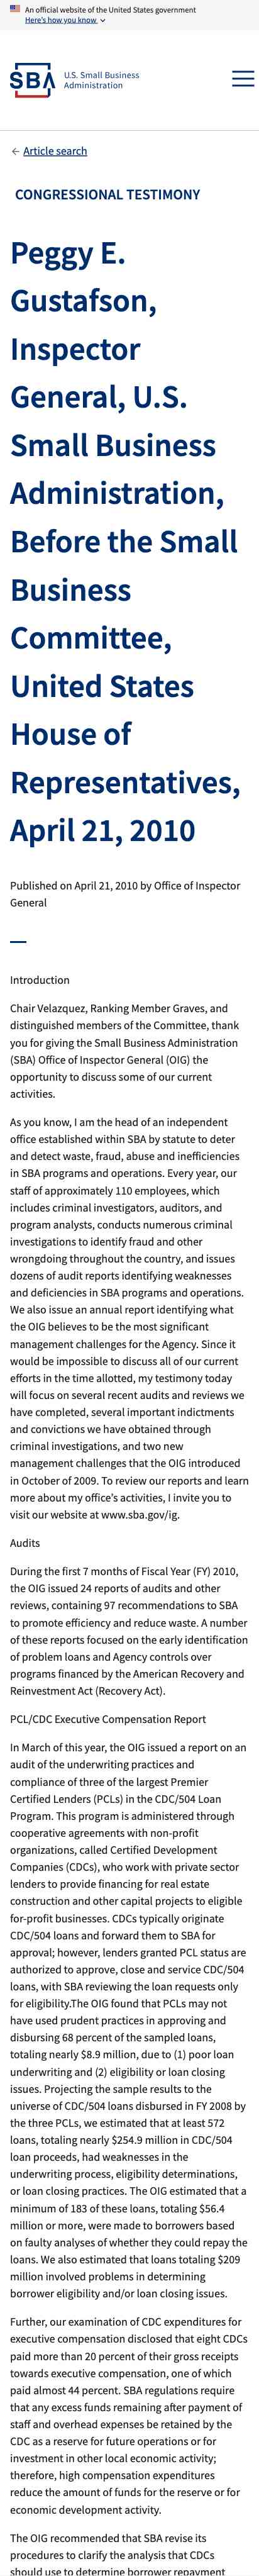 An official website of the United States government
Here's how you know
SBA
U.S. Small Business
Administration
Article search
CONGRESSIONAL TESTIMONY
Peggy E.
Gustafson,
Inspector
General, U.S.
Small Business
Administration,
Before the Small
Business
Committee,
United States
House of
Representatives,
April 21, 2010
Published on April 21, 2010 by Office of Inspector
General
Introduction
Chair Velazquez, Ranking Member Graves, and
distinguished members of the Committee, thank
you for giving the Small Business Administration
(SBA) Office of Inspector General (OIG) the
opportunity to discuss some of our current
activities.
As you know, I am the head of an independent
office established within SBA by statute to deter
and detect waste, fraud, abuse and inefficiencies
in SBA programs and operations. Every year, our
staff of approximately 110 employees, which
includes criminal investigators, auditors, and
program analysts, conducts numerous criminal
investigations to identify fraud and other
wrongdoing throughout the country, and issues
dozens of audit reports identifying weaknesses
and deficiencies in SBA programs and operations.
We also issue an annual report identifying what
the OIG believes to be the most significant
management challenges for the Agency. Since it
would be impossible to discuss all of our current
efforts in the time allotted, my testimony today
will focus on several recent audits and reviews we
have completed, several important indictments
and convictions we have obtained through
criminal investigations, and two new
management challenges that the OIG introduced
in October of 2009. To review our reports and learn
more about my office's activities, I invite you to
visit our website at www.sba.gov/ig.
Audits
During the first 7 months of Fiscal Year (FY) 2010,
the OIG issued 24 reports of audits and other
reviews, containing 97 recommendations to SBA
to promote efficiency and reduce waste. A number
of these reports focused on the early identification
of problem loans and Agency controls over
programs financed by the American Recovery and
Reinvestment Act (Recovery Act).
PCL/CDC Executive Compensation Report
In March of this year, the OIG issued a report on an
audit of the underwriting practices and
compliance of three of the largest Premier
Certified Lenders (PCLs) in the CDC/504 Loan
Program. This program is administered through
cooperative agreements with non-profit
organizations, called Certified Development
Companies (CDCs), who work with private sector
lenders to provide financing for real estate
construction and other capital projects to eligible
for-profit businesses. CDCs typically originate
CDC/504 loans and forward them to SBA for
approval; however, lenders granted PCL status are
authorized to approve, close and service CDC/504
loans, with SBA reviewing the loan requests only
for eligibility.The OIG found that PCLs may not
have used prudent practices in approving and
disbursing 68 percent of the sampled loans,
totaling nearly $8.9 million, due to (1) poor loan
underwriting and (2) eligibility or loan closing
issues. Projecting the sample results to the
universe of CDC/504 loans disbursed in FY 2008 by
the three PCLs, we estimated that at least 572
loans, totaling nearly $254.9 million in CDC/504
loan proceeds, had weaknesses in the
underwriting process, eligibility determinations,
or loan closing practices. The OIG estimated that a
minimum of 183 of these loans, totaling $56.4
million or more, were made to borrowers based
on faulty analyses of whether they could repay the
loans. We also estimated that loans totaling $209
million involved problems in determining
borrower eligibility and/or loan closing issues.
Further, our examination of CDC expenditures for
executive compensation disclosed that eight CDCs
paid more than 20 percent of their gross receipts
towards executive compensation, one of which
paid almost 44 percent. SBA regulations require
that any excess funds remaining after payment of
staff and overhead expenses be retained by the
CDC as a reserve for future operations or for
investment in other local economic activity;
therefore, high compensation expenditures
reduce the amount of funds for the reserve or for
economic development activity.
The OIG recommended that SBA revise its
procedures to clarify the analysis that CDCs
should use to determine borrower repayment